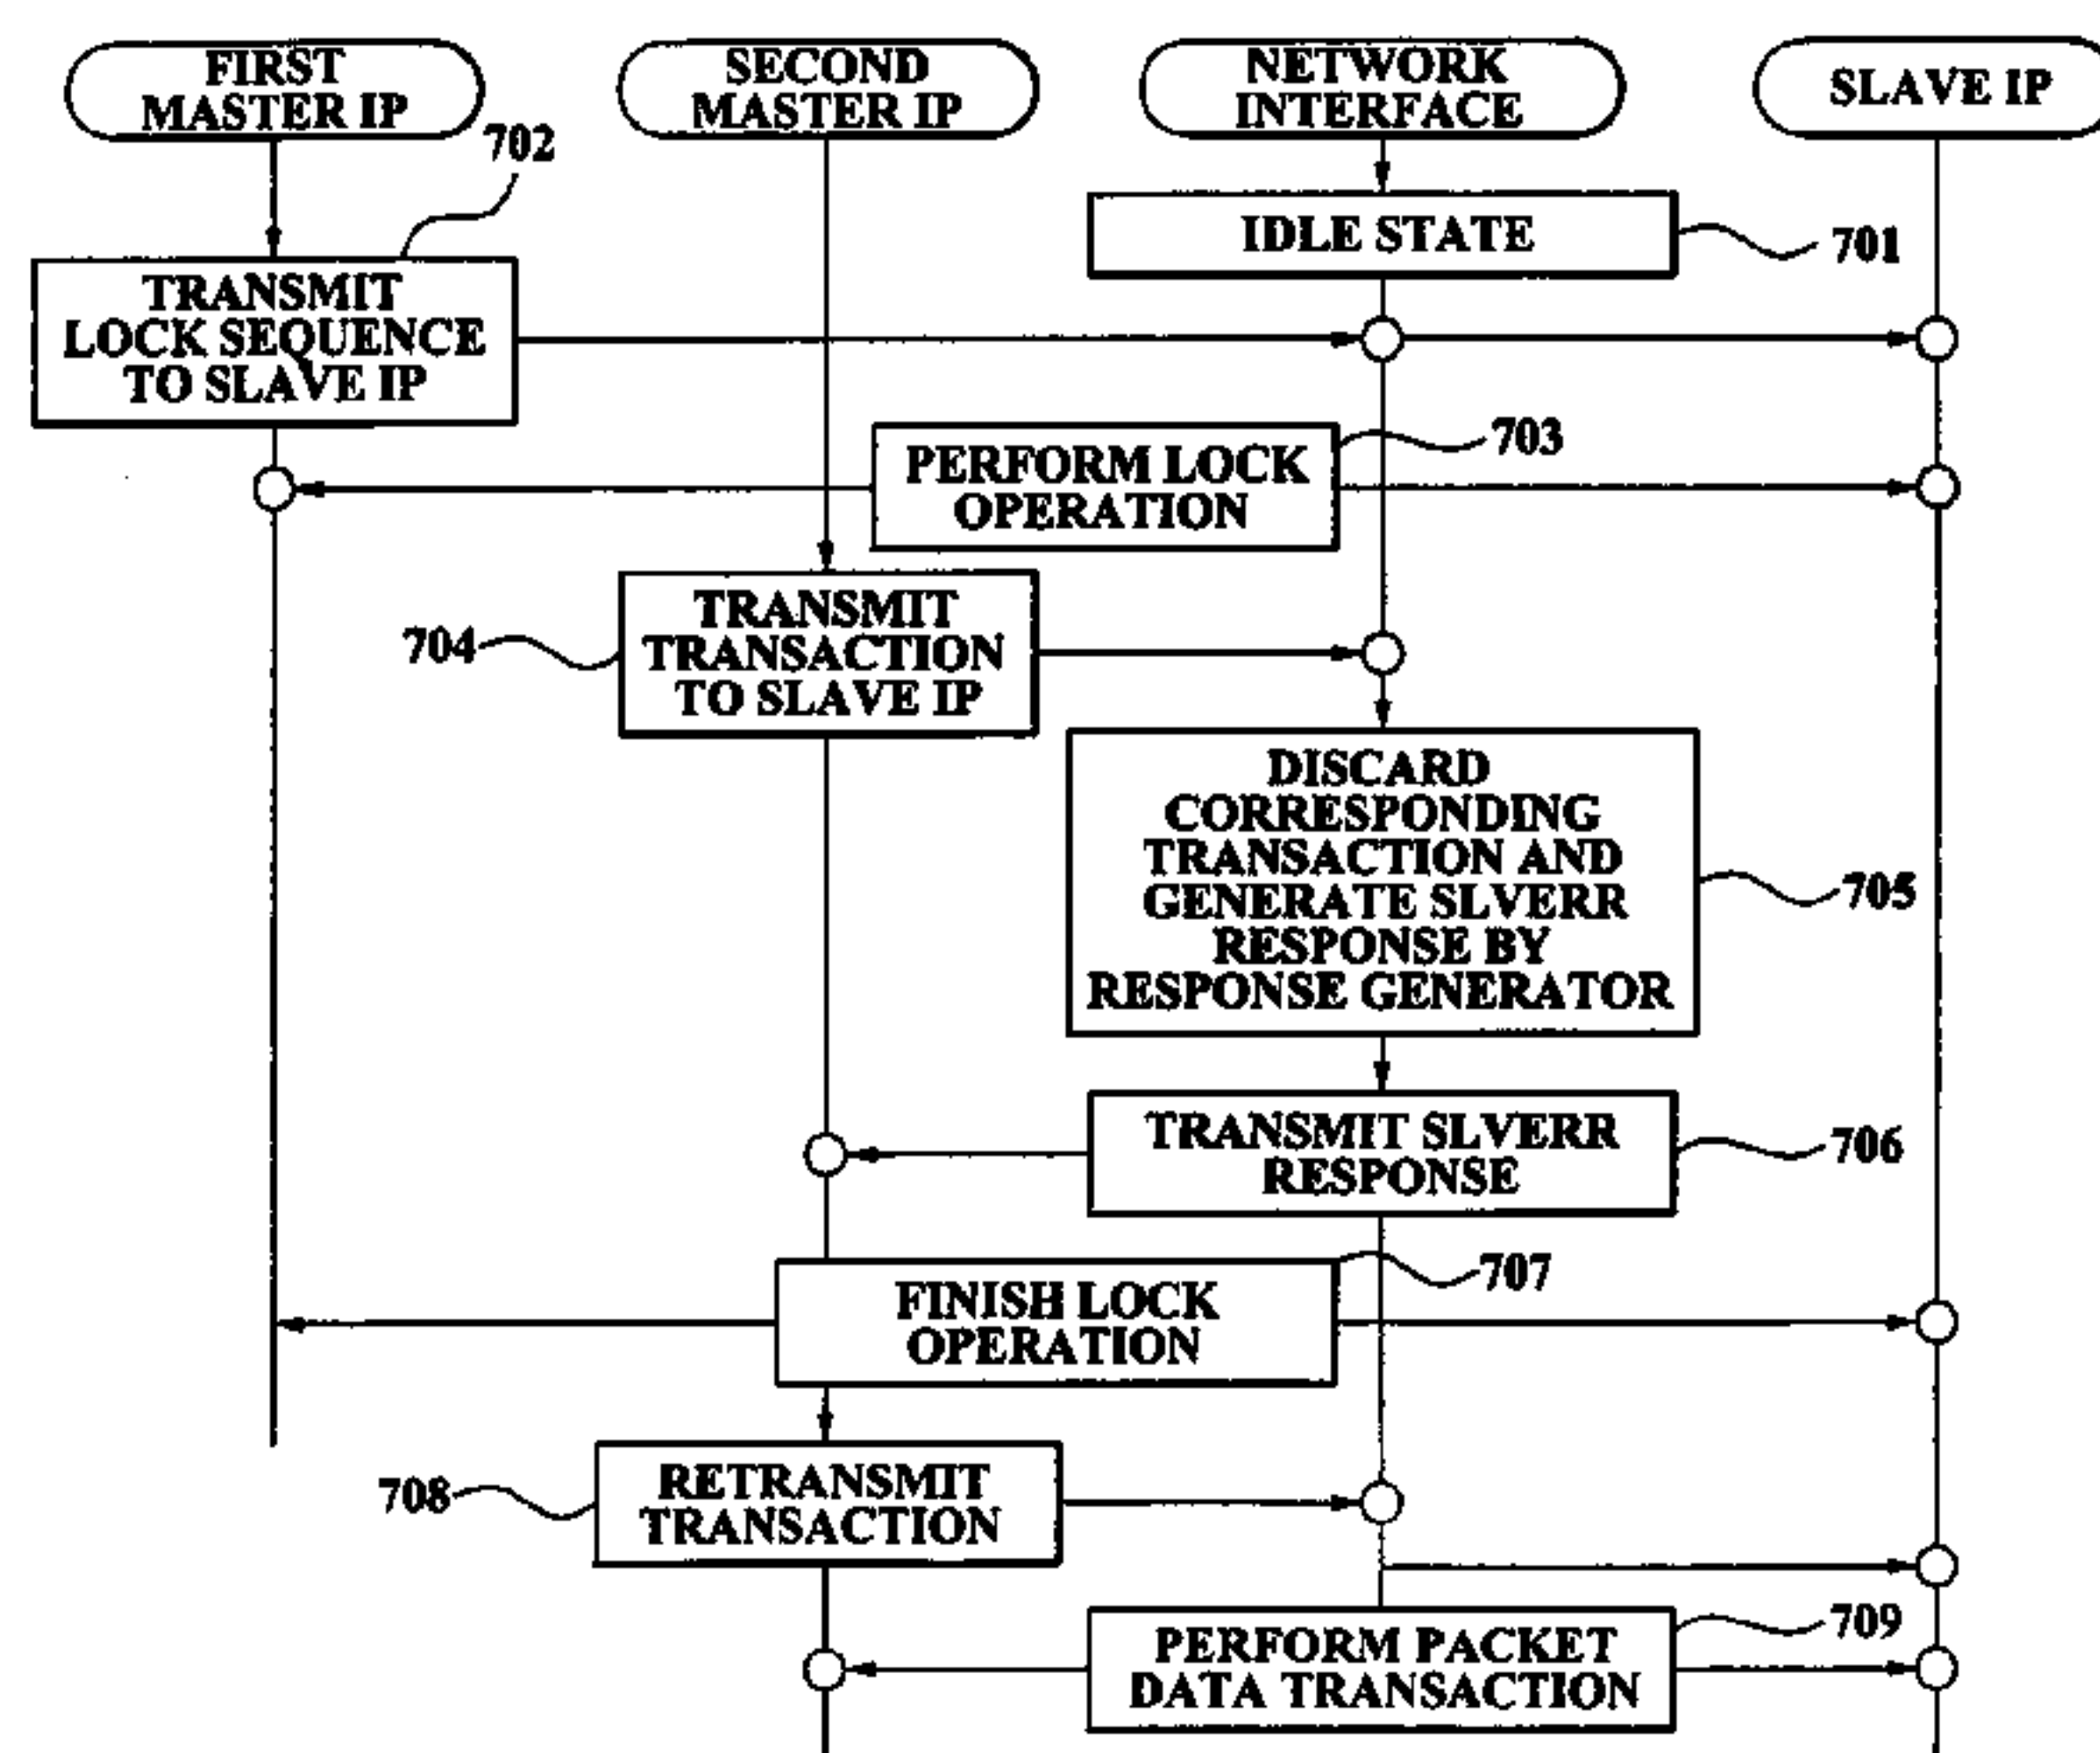 FIRST
MASTER IP
SECOND
MASTER IP
NETWORK
INTERFACE
SLAVE IP
702
IDLE STATE
701
TRANSMIT
LOCK SEQUENCE
TO SLAVE IP
703
PERFORM LOCK
OPERATION
704
TRANSMIT
TRANSACTION
TO SLAVE IP
DISCARD
CORRESPONDING
TRANSACTION AND
GENERATE SLVERR
RESPONSE BY
RESPONSE GENERATOR
705
TRANSMIT SLVERR
RESPONSE
706
707
FINISH LOCK
OPERATION
708
RETRANSMIT
TRANSACTION
709
PERFORM PACKET
DATA TRANSACTION